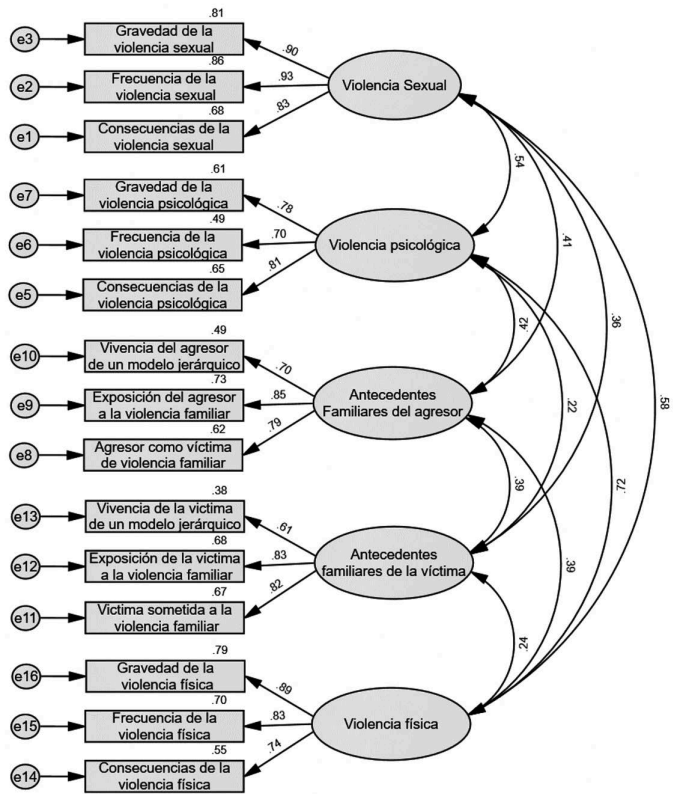 .81
e3
Gravedad de la
violencia sexual
.90
.86
e2
Frecuencia de la
violencia sexual
.93
Violencia Sexual
.68
e1
Consecuencias de la
violencia sexual
.83
.54
.61
e7
Gravedad de la
violencia psicológica
.78
.49
e6
Frecuencia de la
violencia psicológica
.70
Violencia psicológica
.41
.65
e5
Consecuencias de la
violencia psicológica
.81
.42
.36
.49
e10
Vivencia del agresor
de un modelo jerárquico
.70
.73
e9
Exposición del agresor
a la violencia familiar
.85
Antecedentes
Familiares del agresor
.22
.58
.62
e8
Agresor como víctima
de violencia familiar
.79
.39
.72
.38
e13
Vivencia de la victima
de un modelo jerárquico
.61
.68
e12
Exposición de la victima
a la violencia familiar
.83
Antecedentes
familiares de la víctima
.39
.67
e11
Victima sometida a la
violencia familiar
.82
.24
.79
e16
Gravedad de la
violencia física
.89
.70
e15
Frecuencia de la
violencia física
.83
Violencia física
.55
e14
Consecuencias de la
violencia física
.74